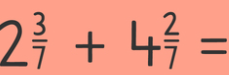 2 3/7 + 4 2/7 =